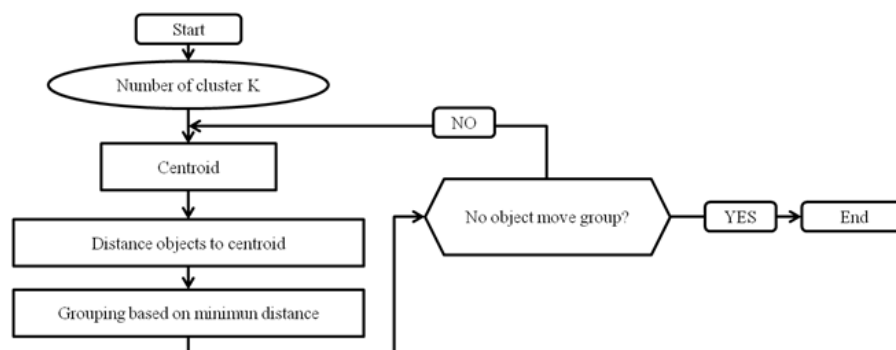 Start
Number of cluster K
NO
Centroid
No object move group?
YES
End
Distance objects to centroid
Grouping based on minimun distance